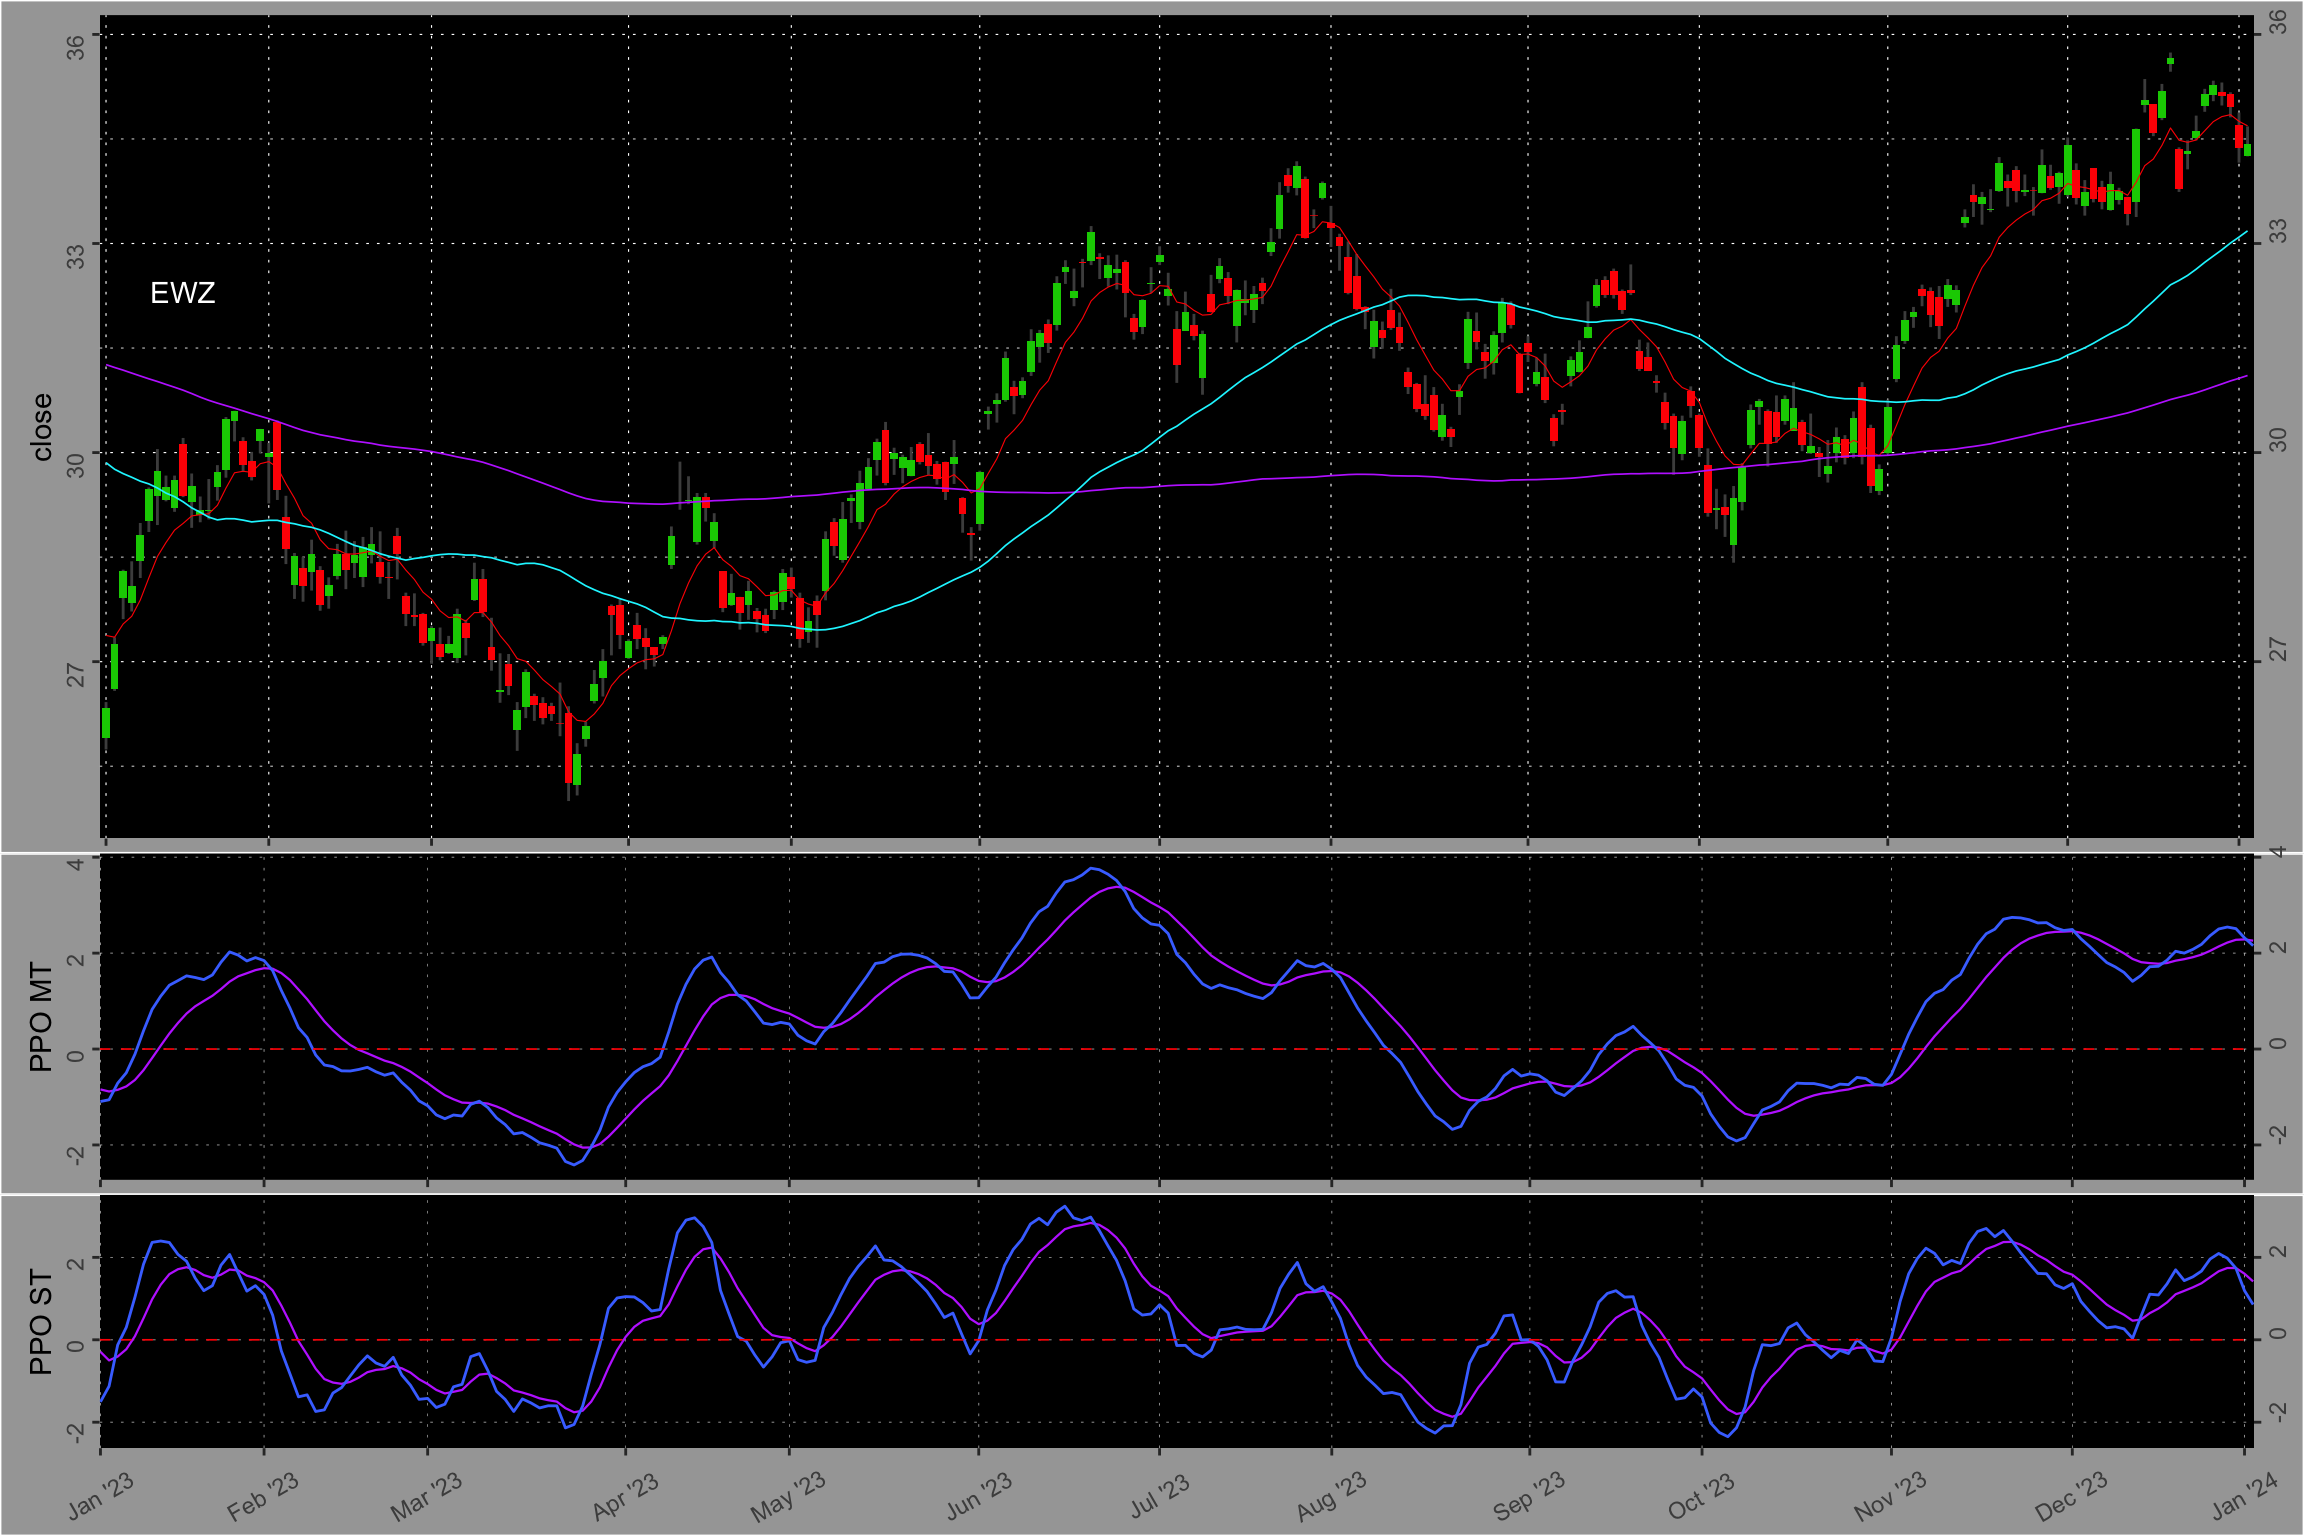 36
33
30
27
close
EWZ
36
33
30
27
4
2
0
-2
PPO MT
4
2
0
-2
2
0
-2
PPO ST
2
0
-2
Jan '23
Feb '23
Mar '23
Apr '23
May '23
Jun '23
Jul '23
Aug '23
Sep '23
Oct '23
Nov '23
Dec '23
Jan '24